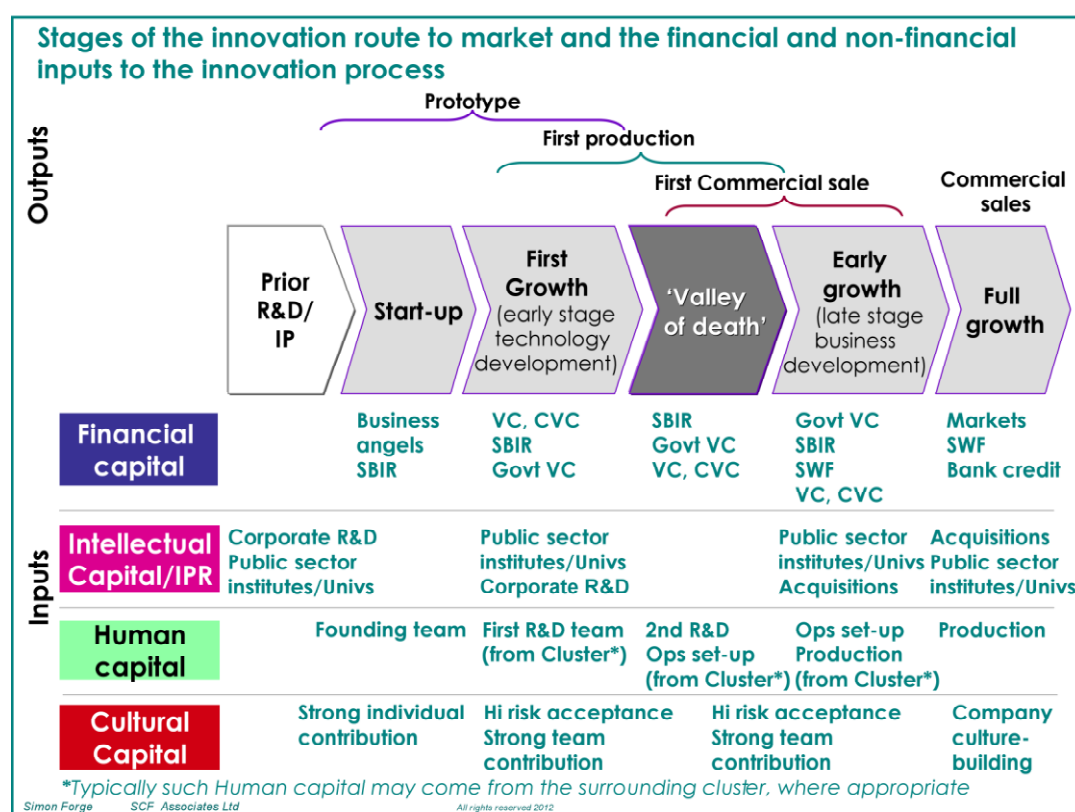 Stages of the innovation route to market and the financial and non-financial
inputs to the innovation process
Outputs
Prototype
First production
First Commercial sale
Commercial
sales
Prior
R&D/
IP
Start-up
First
Growth
(early stage
technology
development)
‘Valley
of death’
Early
growth
(late stage
business
development)
Full
growth
Inputs
Financial
capital
Business
angels
SBIR
VC, CVC
SBIR
Govt VC
SBIR
Govt VC
VC, CVC
Govt VC
SBIR
SWF
VC, CVC
Markets
SWF
Bank credit
Intellectual
Capital/IPR
Corporate R&D
Public sector
institutes/Univs
Public sector
institutes/Univs
Corporate R&D
Public sector
institutes/Univs
Acquisitions
Acquisitions
Public sector
institutes/Univs
Human
capital
Founding team
First R&D team
(from Cluster*)
2nd R&D
Ops set-up
(from Cluster*)
Ops set-up
Production
(from Cluster*)
Production
Cultural
Capital
Strong individual
contribution
Hi risk acceptance
Strong team
contribution
Hi risk acceptance
Strong team
contribution
Company
culture-
building
*Typically such Human capital may come from the surrounding cluster, where appropriate
Simon Forge SCF Associates Ltd All rights reserved 2012